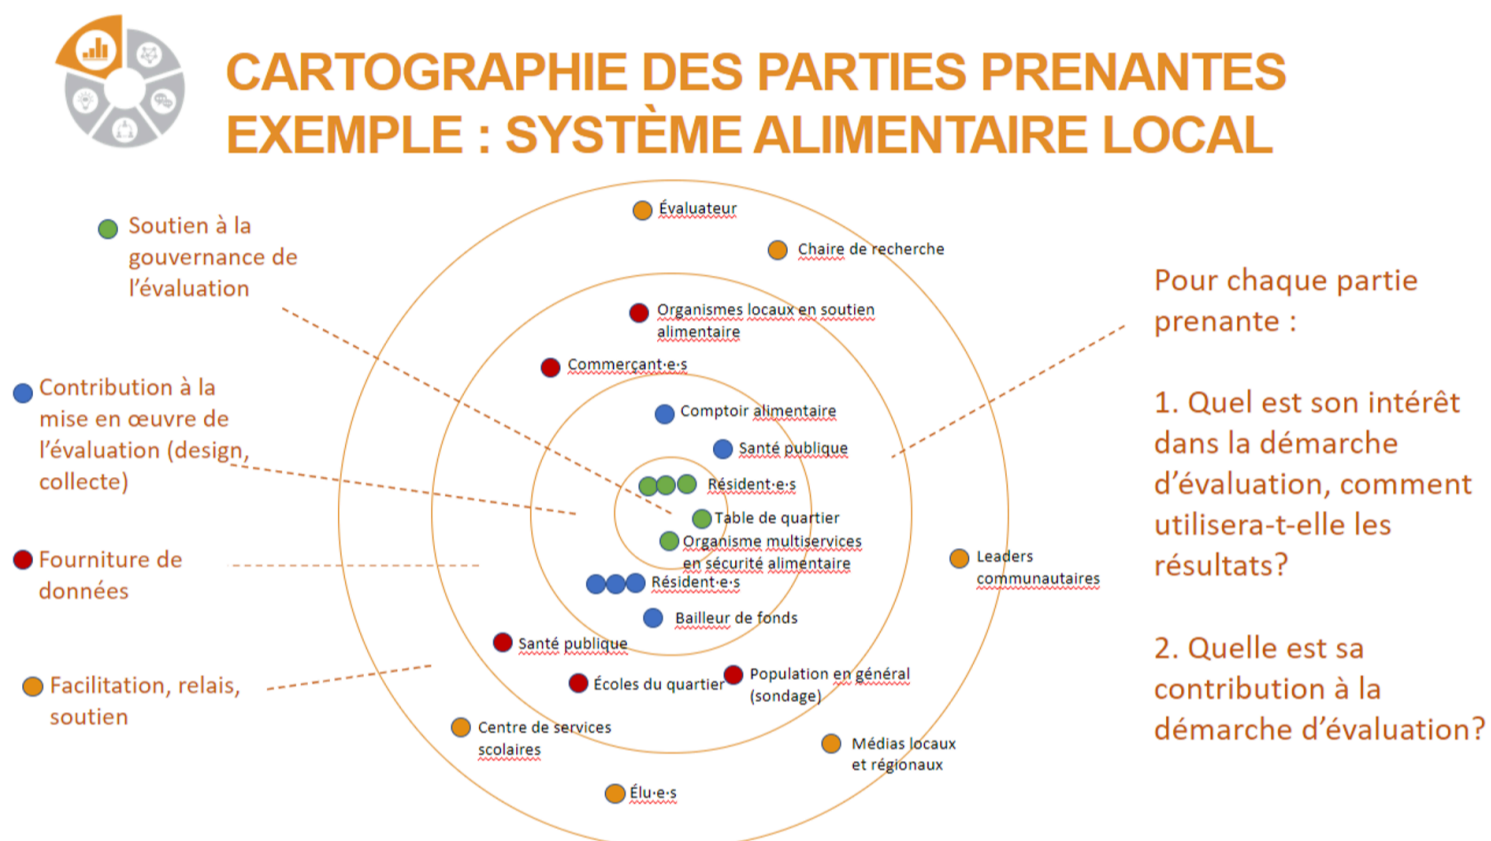 CARTOGRAPHIE DES PARTIES PRENANTES
EXEMPLE : SYSTÈME ALIMENTAIRE LOCAL
Soutien à la
gouvernance de
l’évaluation
Contribution à la
mise en œuvre de
l’évaluation (design,
collecte)
Fourniture de
données
Facilitation, relais,
soutien
Évaluateur
Chaire de recherche
Organismes locaux en soutien
alimentaire
Commerçant·e·s
Comptoir alimentaire
Santé publique
Résident·e·s
Table de quartier
Organisme multiservices
en sécurité alimentaire
Résident·e·s
Bailleur de fonds
Santé publique
Écoles du quartier
Population en général
(sondage)
Centre de services
scolaires
Élu·e·s
Médias locaux
et régionaux
Leaders
communautaires
Pour chaque partie
prenante :
1. Quel est son intérêt
dans la démarche
d’évaluation, comment
utilisera-t-elle les
résultats?
2. Quelle est sa
contribution à la
démarche d’évaluation?